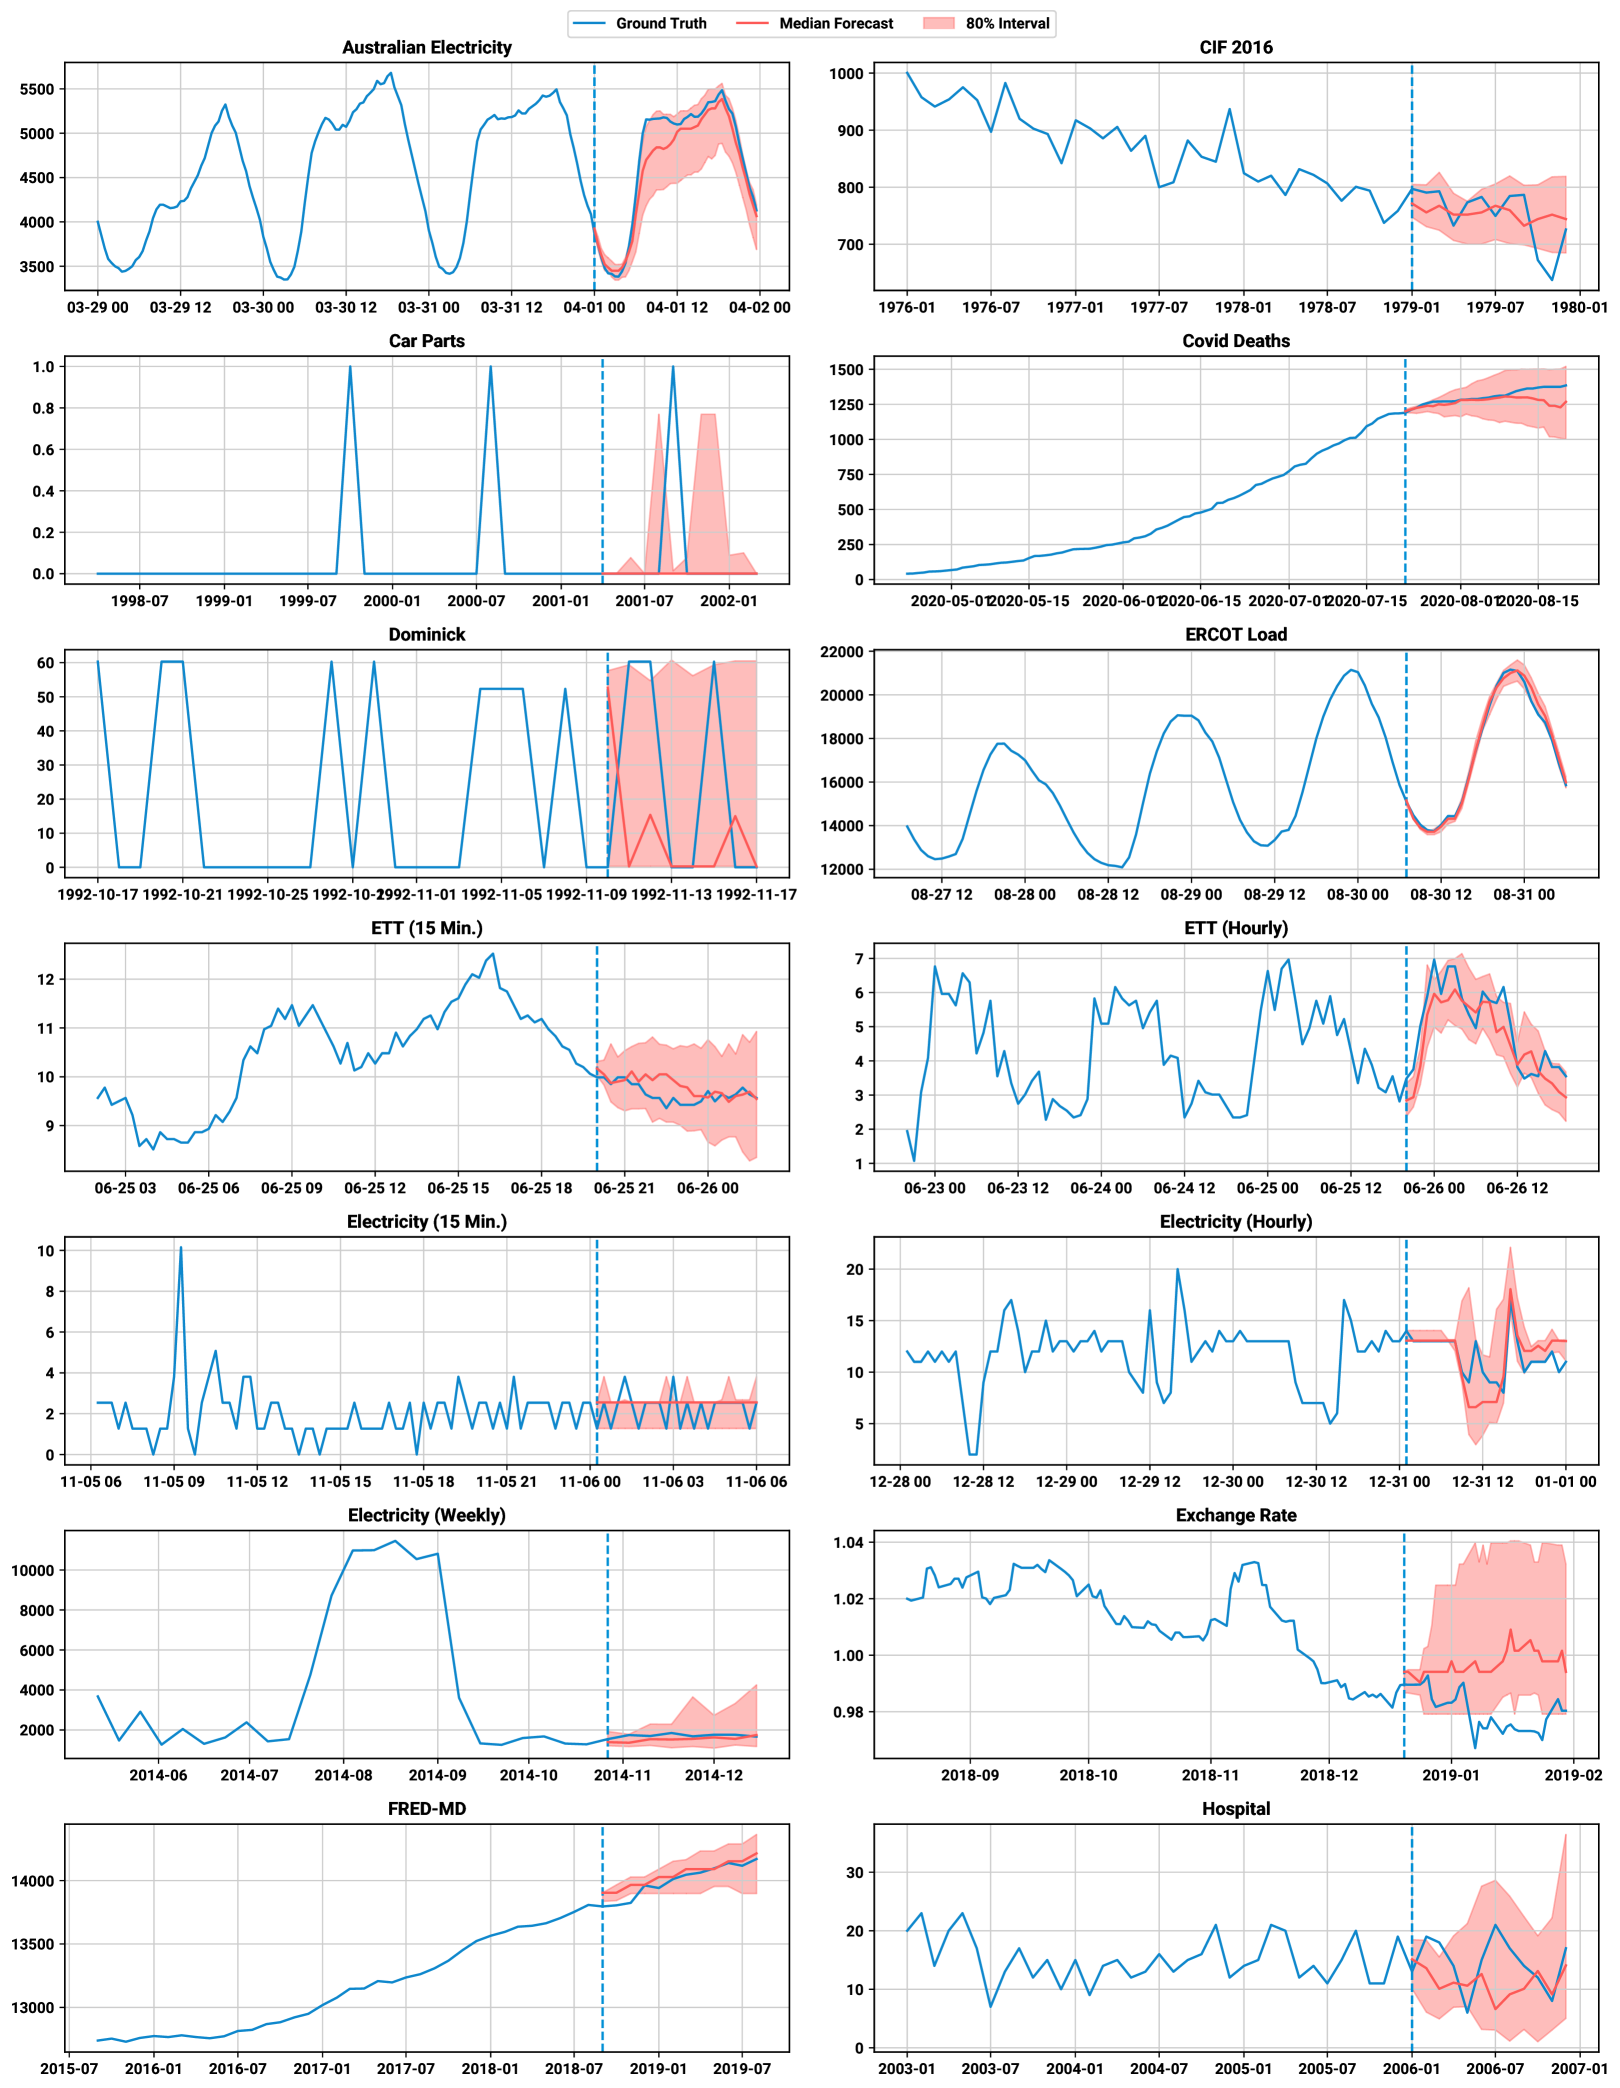 Ground Truth Median Forecast 80% Interval
Australian Electricity
5500
5000
4500
4000
3500
03-29 00 03-29 12 03-30 00 03-30 12 03-31 00 03-31 12 04-01 00 04-01 12 04-02 00
CIF 2016
1000
900
800
700
1976-01 1976-07 1977-01 1977-07 1978-01 1978-07 1979-01 1979-07 1980-01
Car Parts
1.0
0.8
0.6
0.4
0.2
0.0
1998-07 1999-01 1999-07 2000-01 2000-07 2001-01 2001-07 2002-01
Covid Deaths
1500
1250
1000
750
500
250
0
2020-05-01 2020-05-15 2020-06-01 2020-06-15 2020-07-01 2020-07-15 2020-08-01 2020-08-15
Dominick
60
50
40
30
20
10
0
1992-10-17 1992-10-21 1992-10-25 1992-10-29 1992-11-01 1992-11-05 1992-11-09 1992-11-13 1992-11-17
ERCOT Load
22000
20000
18000
16000
14000
12000
08-27 12 08-28 00 08-28 12 08-29 00 08-29 12 08-30 00 08-30 12 08-31 00
ETT (15 Min.)
12
11
10
9
06-25 03 06-25 06 06-25 09 06-25 12 06-25 15 06-25 18 06-25 21 06-26 00
ETT (Hourly)
7
6
5
4
3
2
1
06-23 00 06-23 12 06-24 00 06-24 12 06-25 00 06-25 12 06-26 00 06-26 12
Electricity (15 Min.)
10
8
6
4
2
0
11-05 06 11-05 09 11-05 12 11-05 15 11-05 18 11-05 21 11-06 00 11-06 03 11-06 06
Electricity (Hourly)
20
15
10
5
12-28 00 12-28 12 12-29 00 12-29 12 12-30 00 12-30 12 12-31 00 12-31 12 01-01 00
Electricity (Weekly)
10000
8000
6000
4000
2000
2014-06 2014-07 2014-08 2014-09 2014-10 2014-11 2014-12
Exchange Rate
1.04
1.02
1.00
0.98
2018-09 2018-10 2018-11 2018-12 2019-01 2019-02
FRED-MD
14000
13500
13000
2015-07 2016-01 2016-07 2017-01 2017-07 2018-01 2018-07 2019-01 2019-07
Hospital
30
20
10
0
2003-01 2003-07 2004-01 2004-07 2005-01 2005-07 2006-01 2006-07 2007-01